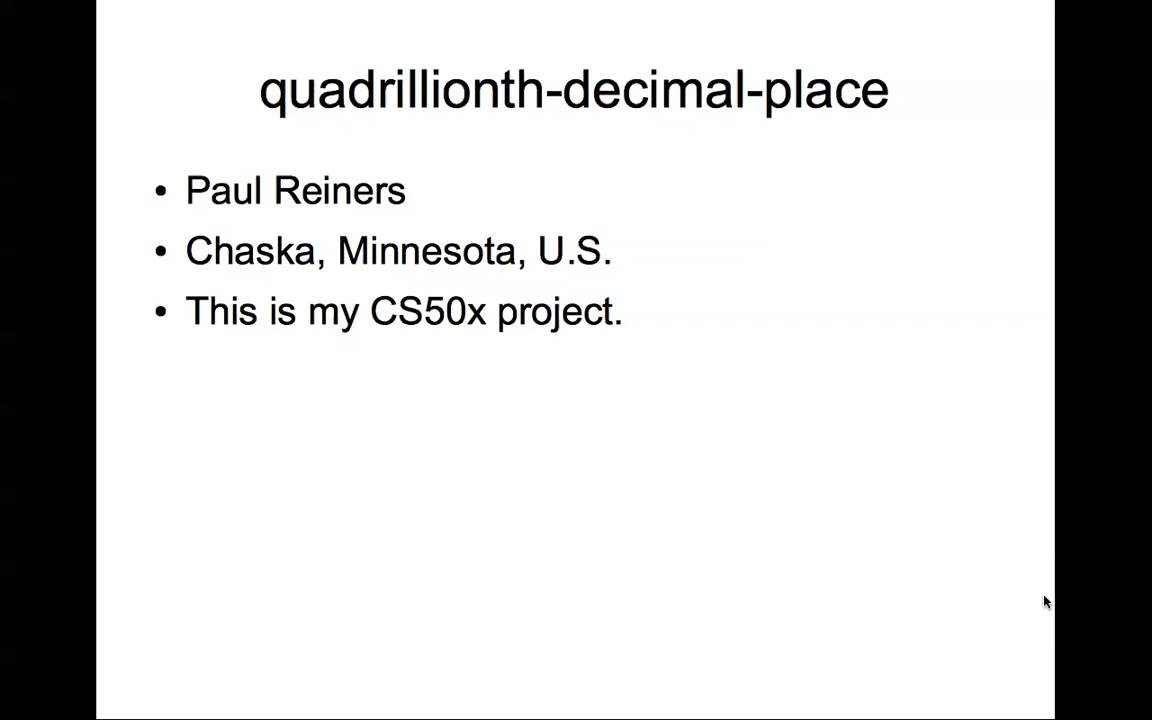 quadrillionth-decimal-place
• Paul Reiners
• Chaska, Minnesota, U.S.
• This is my CS50x project.